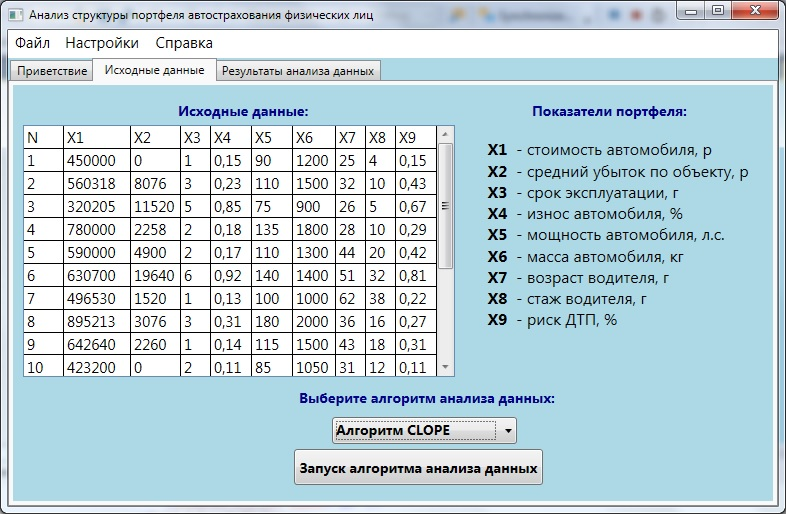 Анализ структуры портфеля автострахования физических лиц
Файл Настройки Справка
Приветствие Исходные данные Результаты анализа данных
Исходные данные:
N X1 X2 X3 X4 X5 X6 X7 X8 X9
1 450000 0 1 0,15 90 1200 25 4 0,15
2 560318 8076 3 0,23 110 1500 32 10 0,43
3 320205 11520 5 0,85 75 900 26 5 0,67
4 780000 2258 2 0,18 135 1800 28 10 0,29
5 590000 4900 2 0,17 110 1300 44 20 0,42
6 630700 19640 6 0,92 140 1400 51 32 0,81
7 496530 1520 1 0,13 100 1000 62 38 0,22
8 895213 3076 3 0,31 180 2000 36 16 0,27
9 642640 2260 1 0,14 115 1500 43 18 0,31
10 423200 0 2 0,11 85 1050 31 12 0,11
Показатели портфеля:
X1 - стоимость автомобиля, р
X2 - средний убыток по объекту, р
X3 - срок эксплуатации, г
X4 - износ автомобиля, %
X5 - мощность автомобиля, л.с.
X6 - масса автомобиля, кг
X7 - возраст водителя, г
X8 - стаж водителя, г
X9 - риск ДТП, %
Выберите алгоритм анализа данных:
Алгоритм CLOPE
Запуск алгоритма анализа данных